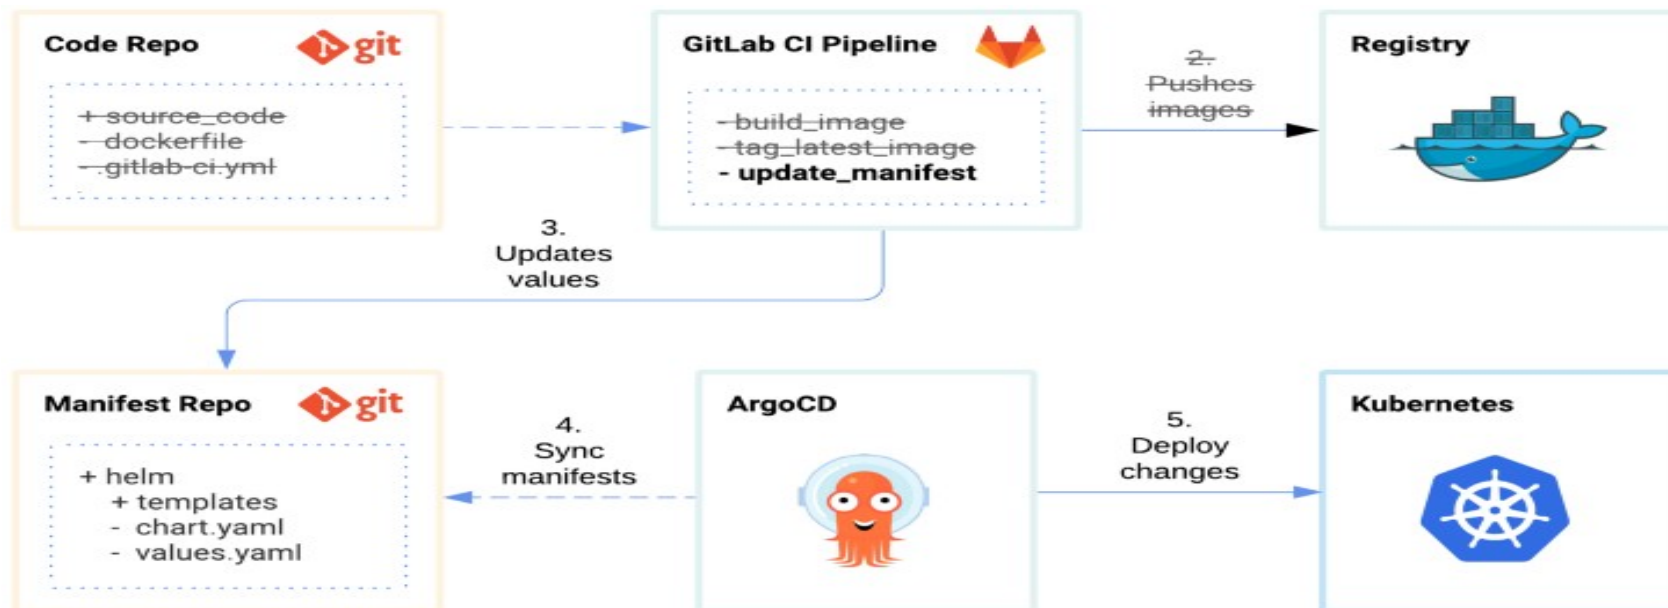 Code Repo
git
+ source_code
- dockerfile
- .gitlab-ci.yml
GitLab CI Pipeline
- build_image
- tag_latest_image
- update_manifest
2.
Pushes
images
Registry
3.
Updates
values
Manifest Repo
git
+ helm
+ templates
- chart.yaml
- values.yaml
4.
Sync
manifests
ArgoCD
5.
Deploy
changes
Kubernetes